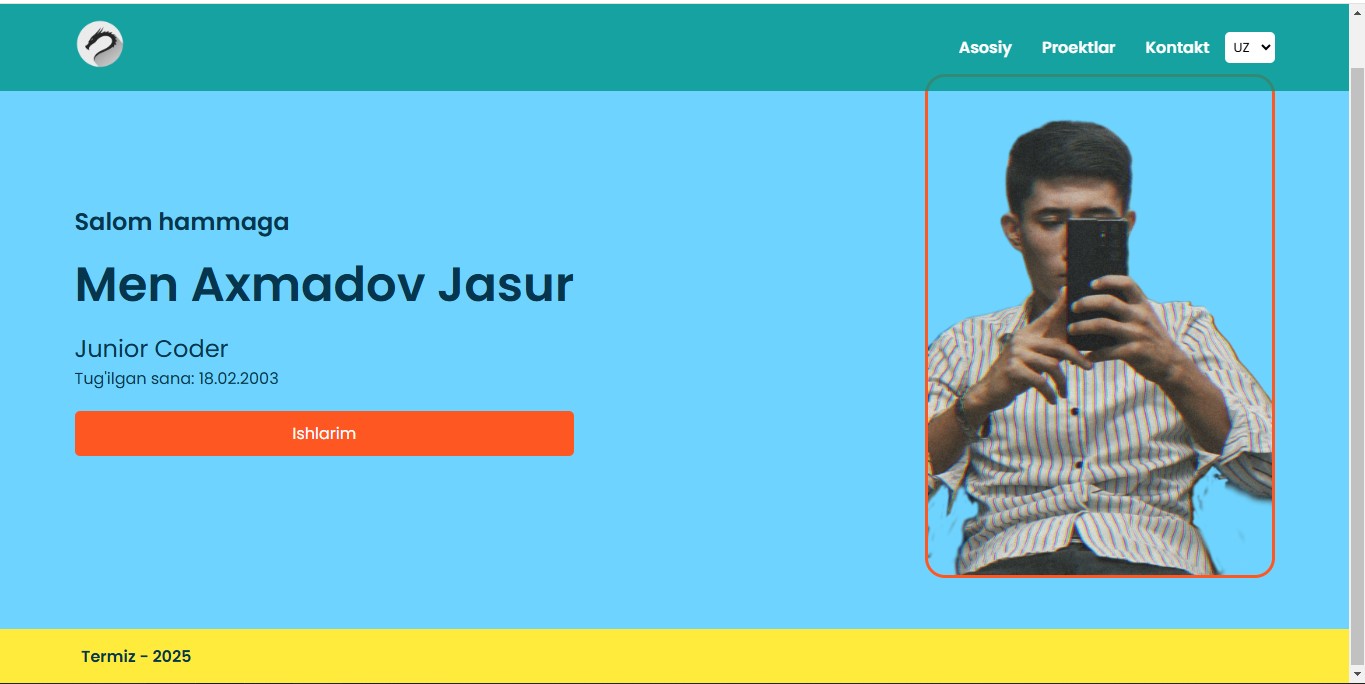 Asosiy Proektlar Kontakt UZ
Salom hammaga
Men Axmadov Jasur
Junior Coder
Tug'ilgan sana: 18.02.2003
Ishlarim
Termiz - 2025